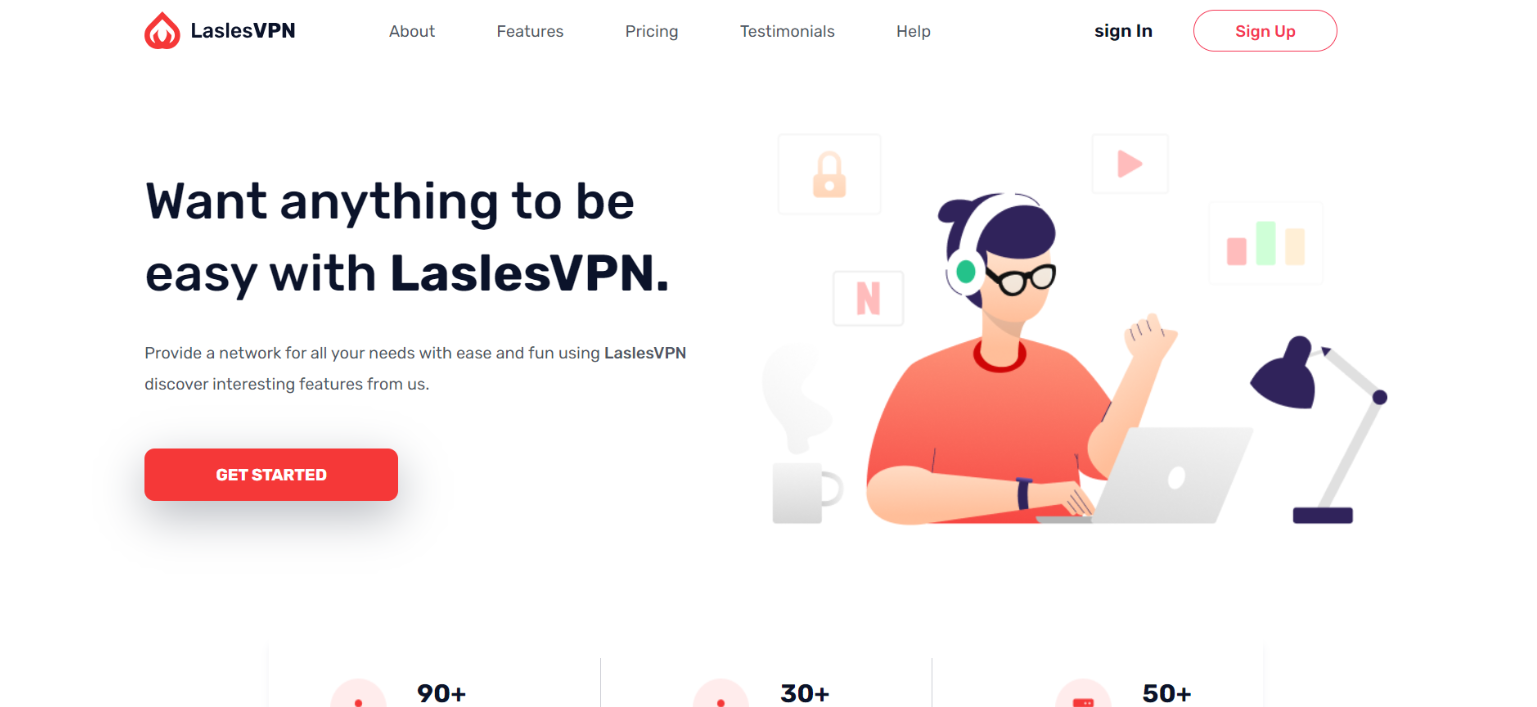 LaslesVPN
About
Features
Pricing
Testimonials
Help
sign In
Sign Up
Want anything to be
easy with LaslesVPN.
Provide a network for all your needs with ease and fun using LaslesVPN
discover interesting features from us.
GET STARTED
N
90+
30+
50+